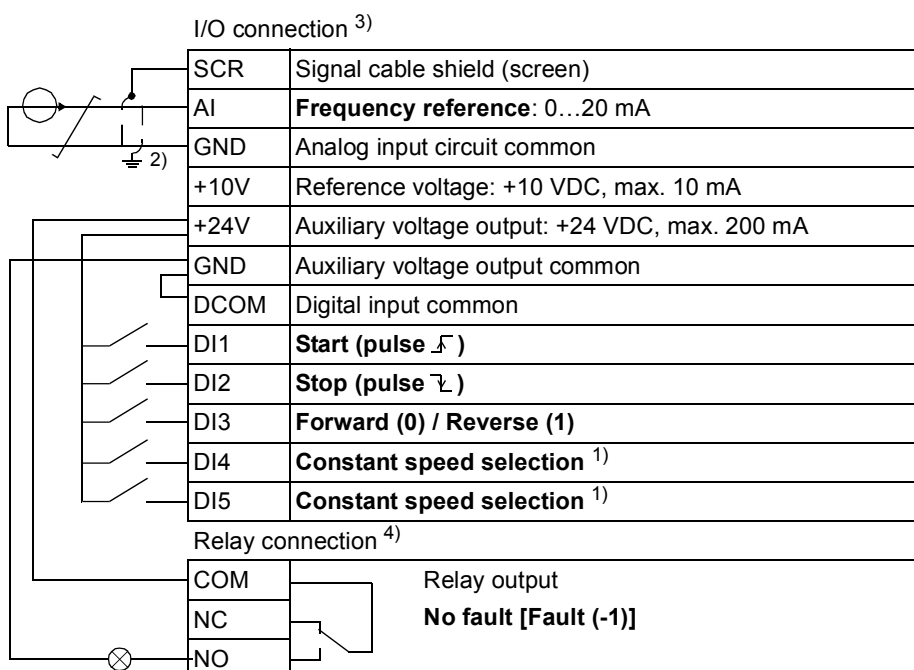 I/O connection 3)
SCR Signal cable shield (screen)
AI Frequency reference: 0…20 mA
GND Analog input circuit common
2)
+10V Reference voltage: +10 VDC, max. 10 mA
+24V Auxiliary voltage output: +24 VDC, max. 200 mA
GND Auxiliary voltage output common
DCOM Digital input common
DI1 Start (pulse )
DI2 Stop (pulse )
DI3 Forward (0) / Reverse (1)
DI4 Constant speed selection 1)
DI5 Constant speed selection 1)
Relay connection 4)
COM Relay output
NC No fault [Fault (-1)]
NO